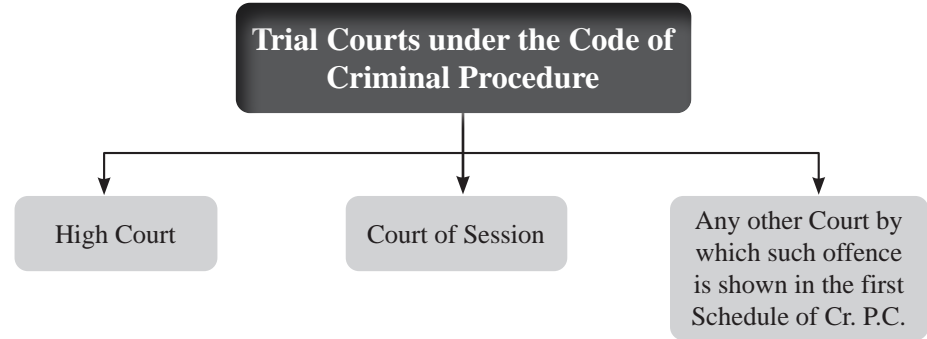 Trial Courts under the Code of
Criminal Procedure
High Court
Court of Session
Any other Court by
which such offence
is shown in the first
Schedule of Cr. P.C.